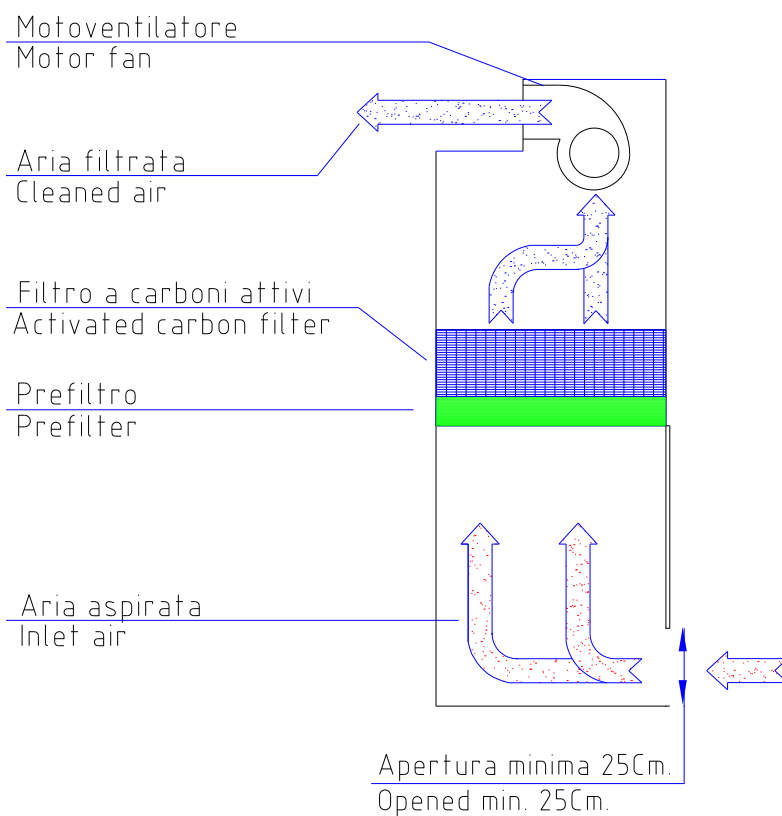 Motoventilatore
Motor fan
Aria filtrata
Cleaned air
Filtro a carboni attivi
Activated carbon filter
Prefiltro
Prefilter
Aria aspirata
Inlet air
Apertura minima 25Cm.
Opened min. 25Cm.